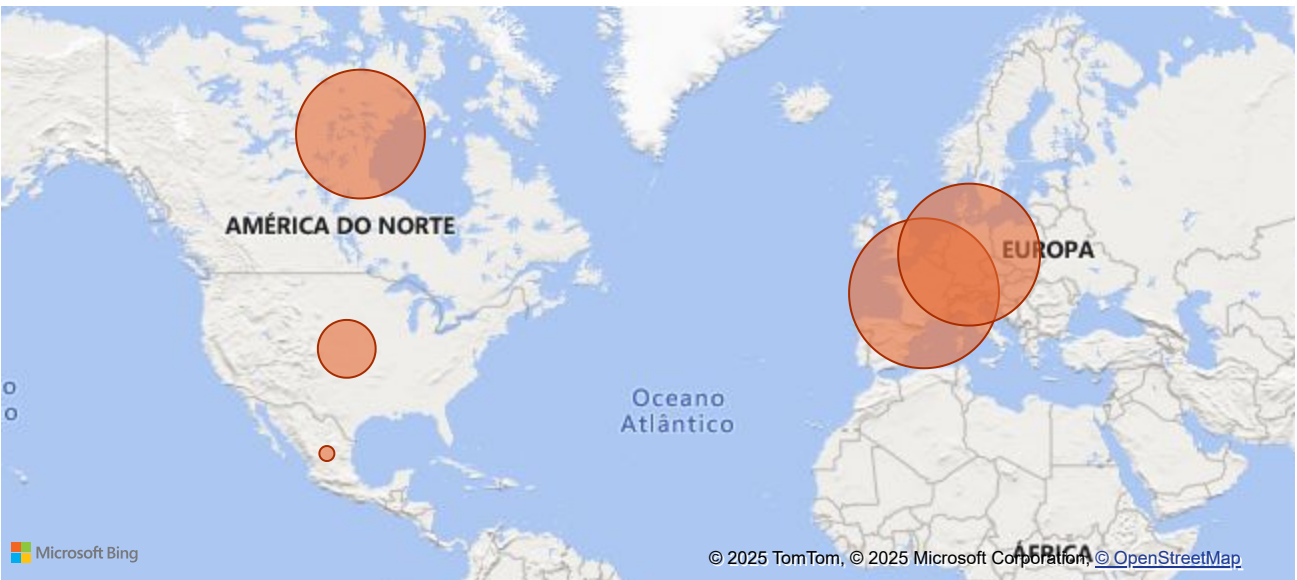 AMÉRICA DO NORTE
EUROPA
o
o
Oceano
Atlântico
ÁFRICA
Microsoft Bing
© 2025 TomTom, © 2025 Microsoft Corporation, © OpenStreetMap